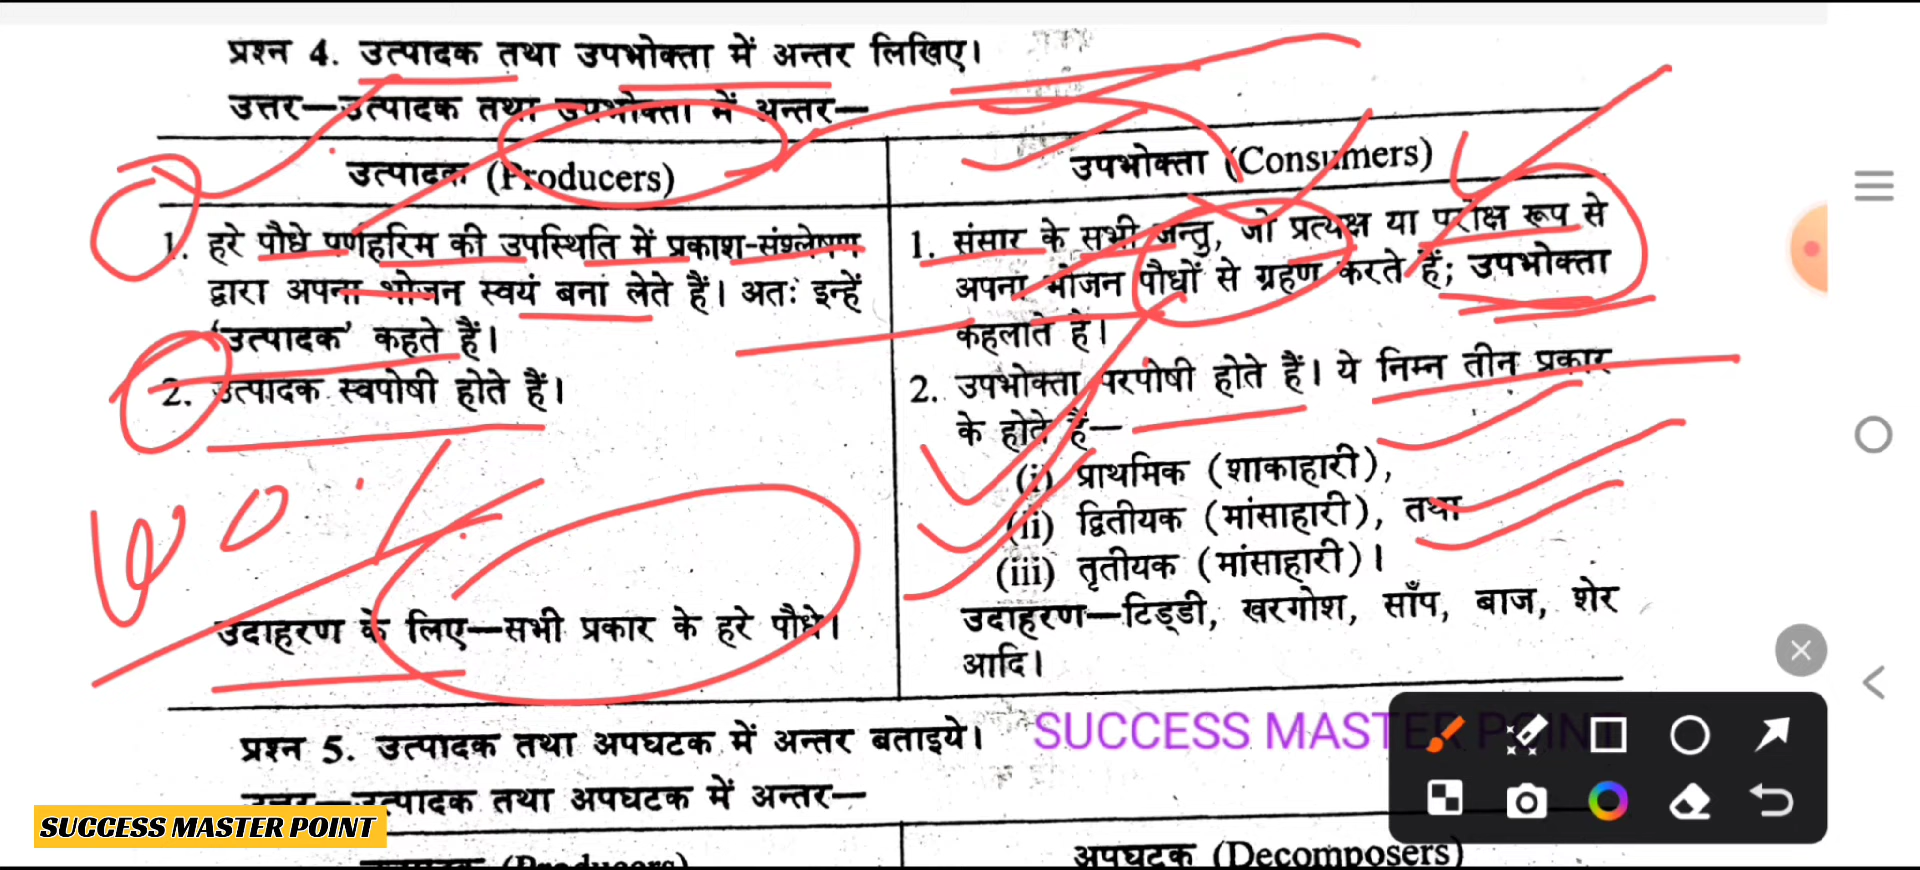 प्रश्न 4. उत्पादक तथा उपभोक्ता में अन्तर लिखिए।
उत्तर—उत्पादक तथा उपभोक्ता में अन्तर—
उत्पादक (Producers)
1. हरे पौधे पर्णहरिम की उपस्थिति में प्रकाश-संश्लेषण
द्वारा अपना भोजन स्वयं बना लेते हैं। अतः इन्हें
'उत्पादक' कहते हैं।
2. उत्पादक स्वपोषी होते हैं।
उदाहरण के लिए—सभी प्रकार के हरे पौधे।
उपभोक्ता (Consumers)
1. संसार के सभी जन्तु, जो प्रत्यक्ष या परोक्ष रूप से
अपना भोजन पौधों से ग्रहण करते हैं; उपभोक्ता
कहलाते हैं।
2. उपभोक्ता परपोषी होते हैं। ये निम्न तीन प्रकार
के होते हैं—
(i) प्राथमिक (शाकाहारी),
(ii) द्वितीयक (मांसाहारी), तथा
(iii) तृतीयक (मांसाहारी)।
उदाहरण—टिड्डी, खरगोश, साँप, बाज, शेर
आदि।
SUCCESS MASTER POINT
प्रश्न 5. उत्पादक तथा अपघटक में अन्तर बताइये।
उत्तर—उत्पादक तथा अपघटक में अन्तर—
SUCCESS MASTER POINT
उत्पादक (Producers)
अपघटक (Decomposers)